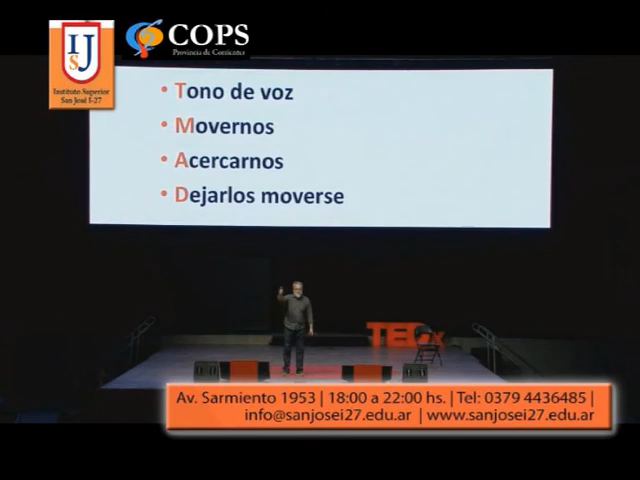 ISJ
Instituto Superior
San José I-27
COPS
Provincia de Corrientes
• Tono de voz
• Movernos
• Acercarnos
• Dejarlos moverse
TEDx
Av. Sarmiento 1953 | 18:00 a 22:00 hs. | Tel: 0379 4436485 |
info@sanjosei27.edu.ar | www.sanjosei27.edu.ar